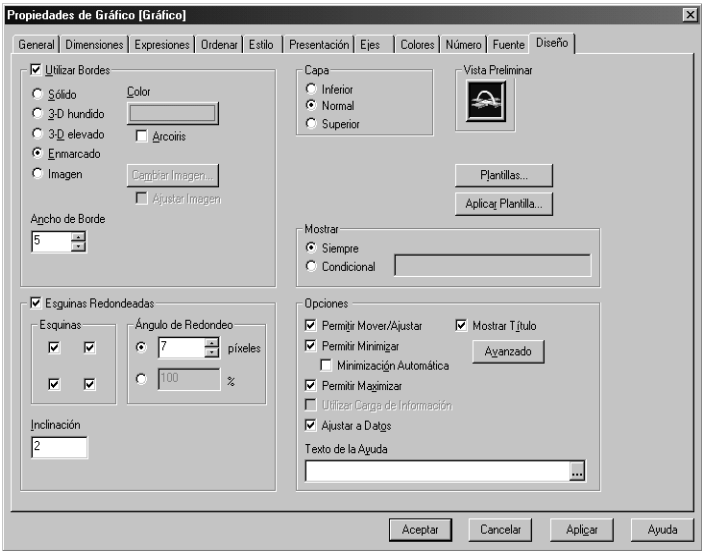 Propiedades de Gráfico [Gráfico]
General Dimensiones Expresiones Ordenar Estilo Presentación Ejes Colores Número Fuente Diseño
Utilizar Bordes
Sólido
3-D hundido
3-D elevado
Enmarcado
Imagen
Color
Arcoiris
Cambiar Imagen...
Ajustar Imagen
Ancho de Borde
5
Capa
Inferior
Normal
Superior
Vista Preliminar
Plantillas...
Aplicar Plantilla...
Mostrar
Siempre
Condicional
Esquinas Redondeadas
Esquinas
Ángulo de Redondeo
7 píxeles
100 %
Inclinación
2
Opciones
Permitir Mover/Ajustar
Mostrar Título
Permitir Minimizar
Avanzado
Minimización Automática
Permitir Maximizar
Utilizar Carga de Información
Ajustar a Datos
Texto de la Ayuda
...
Aceptar Cancelar Aplicar Ayuda